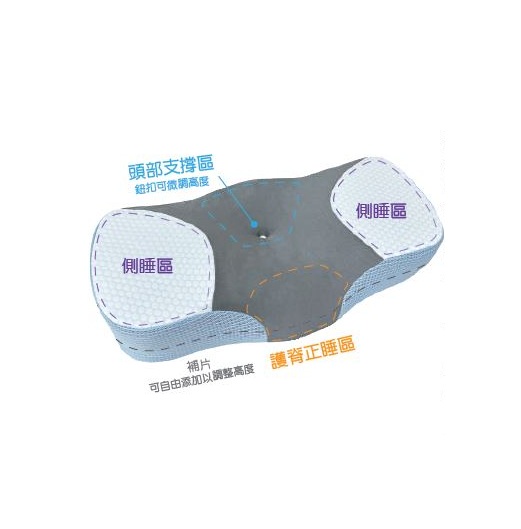 頭部支撐區
鈕扣可微調高度
側睡區
側睡區
護脊正睡區
補片
可自由添加以調整高度